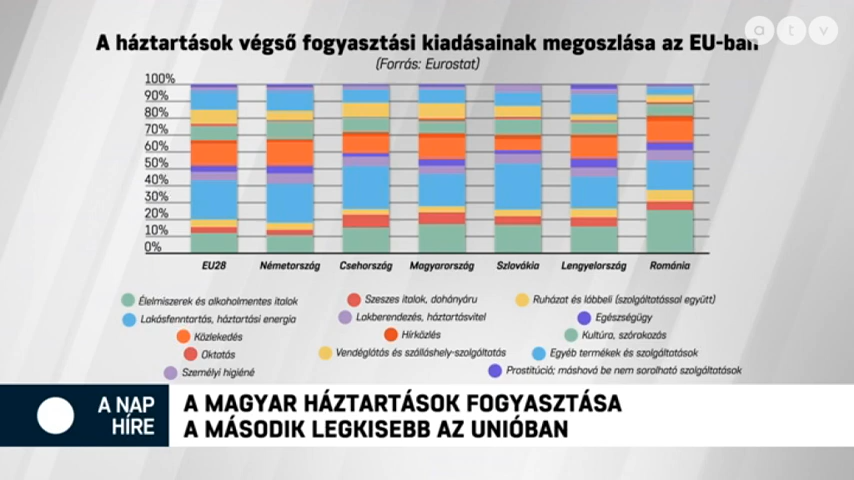 atv
A háztartások végső fogyasztási kiadásainak megoszlása az EU-ban
(Forrás: Eurostat)
100%
90%
80%
70%
60%
50%
40%
30%
20%
10%
0%
EU28 Németország Csehország Magyarország Szlovákia Lengyelország Románia
Élelmiszerek és alkoholmentes italok Szeszes italok, dohányáru Ruházat és lábbeli (szolgáltatással együtt)
Lakásfenntartás, háztartási energia Lakberendezés, háztartásvitel Egészségügy
Közlekedés Hírközlés Kultúra, szórakozás
Oktatás Vendéglátás és szálláshely-szolgáltatás Egyéb termékek és szolgáltatások
Személyi higiéné Prostitúció; máshová be nem sorolható szolgáltatások
A NAP
HÍRE
A MAGYAR HÁZTARTÁSOK FOGYASZTÁSA
A MÁSODIK LEGKISEBB AZ UNIÓBAN